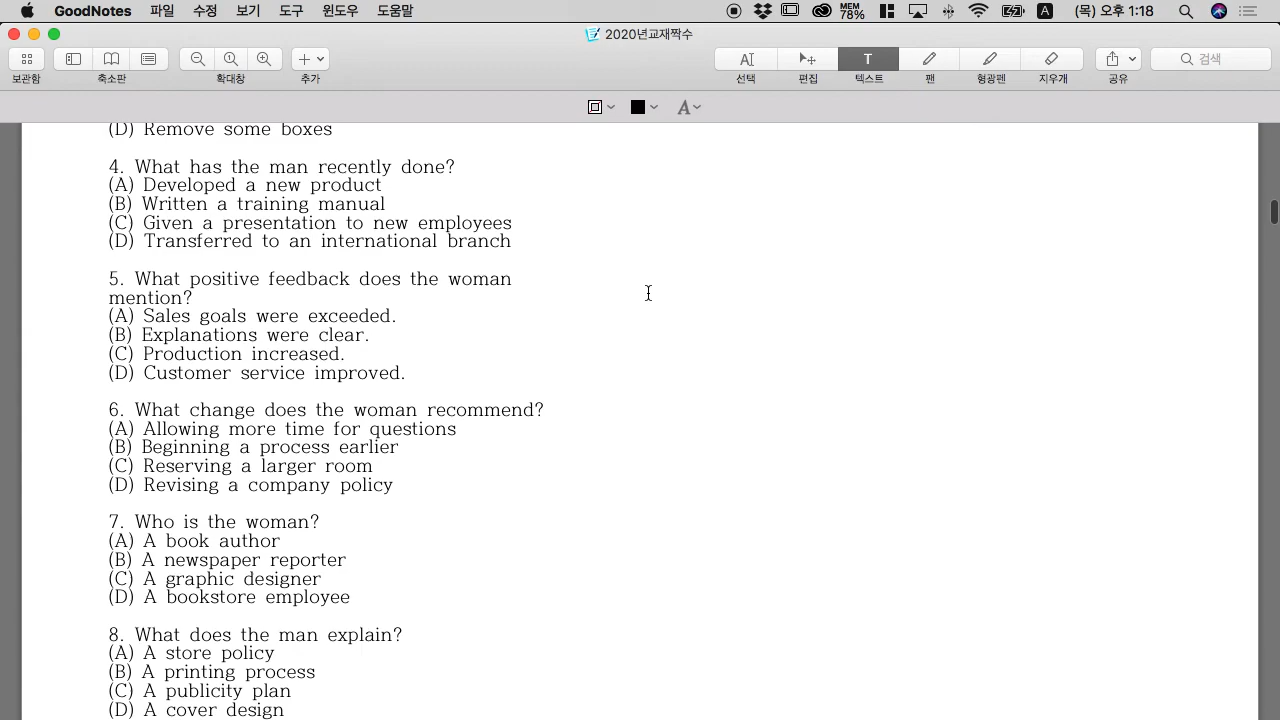 GoodNotes 파일 수정 보기 도구 윈도우 도움말 MEM 78% A (목) 오후 1:18
2020년교재짝수
보관함 축소판 확대창 추가 선택 편집 T 텍스트 펜 형광펜 지우개 공유 검색
A
(D) Remove some boxes
4. What has the man recently done?
(A) Developed a new product
(B) Written a training manual
(C) Given a presentation to new employees
(D) Transferred to an international branch
5. What positive feedback does the woman
mention?
(A) Sales goals were exceeded.
(B) Explanations were clear.
(C) Production increased.
(D) Customer service improved.
6. What change does the woman recommend?
(A) Allowing more time for questions
(B) Beginning a process earlier
(C) Reserving a larger room
(D) Revising a company policy
7. Who is the woman?
(A) A book author
(B) A newspaper reporter
(C) A graphic designer
(D) A bookstore employee
8. What does the man explain?
(A) A store policy
(B) A printing process
(C) A publicity plan
(D) A cover design